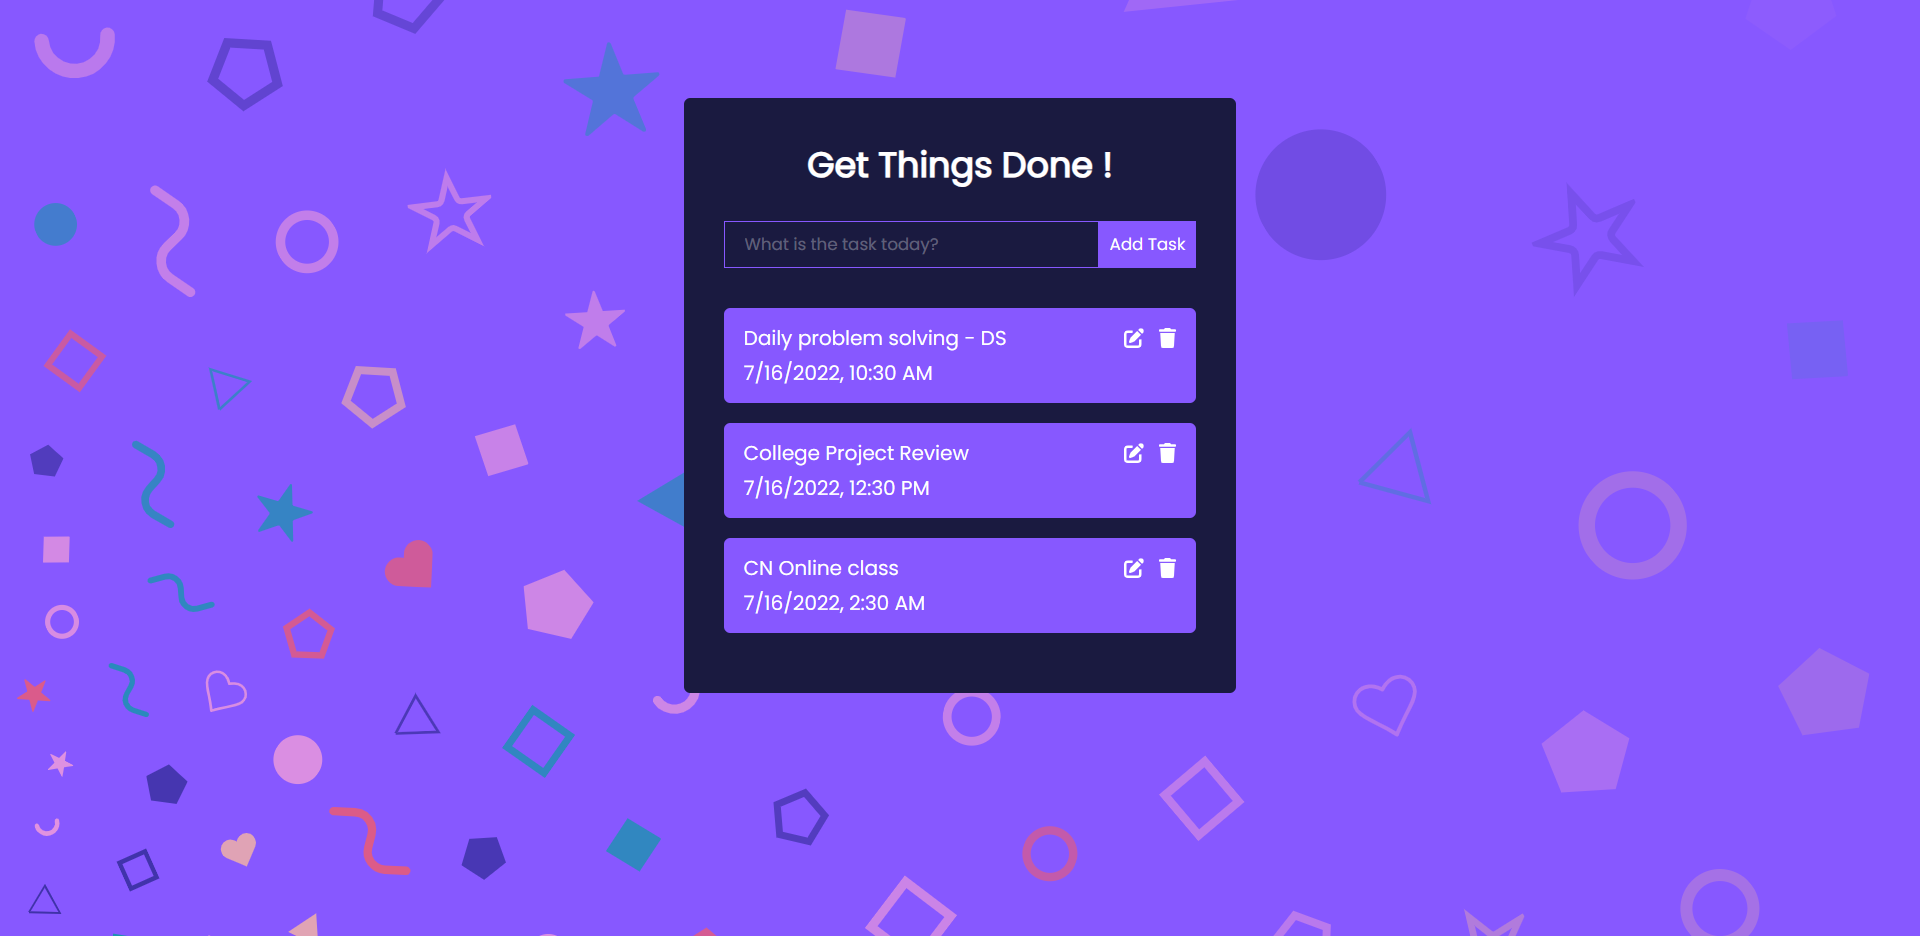 Get Things Done !
What is the task today?
Add Task
Daily problem solving - DS
7/16/2022, 10:30 AM
College Project Review
7/16/2022, 12:30 PM
CN Online class
7/16/2022, 2:30 AM